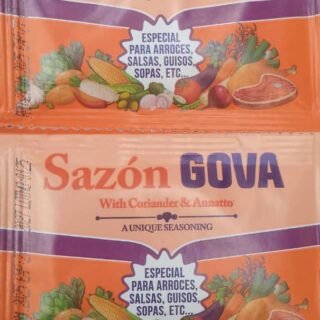 ESPECIAL
PARA ARROCES,
SALSAS, GUISOS,
SOPAS, ETC...
Sazón GOVA
With Coriander & Annatto
A UNIQUE SEASONING
ESPECIAL
PARA ARROCES,
SALSAS, GUISOS,
SOPAS, ETC...